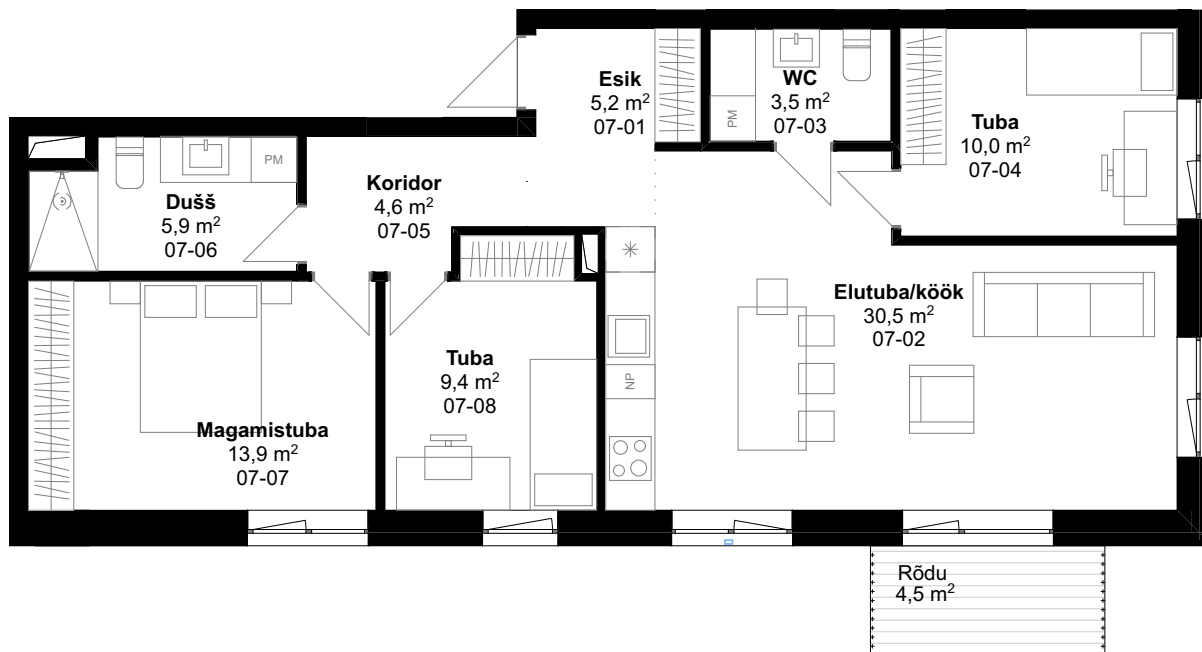 Esik
5,2 m²
07-01
WC
3,5 m²
07-03
PM
Tuba
10,0 m²
07-04
PM
Dušš
5,9 m²
07-06
Koridor
4,6 m²
07-05
Elutuba/köök
30,5 m²
07-02
NP
Tuba
9,4 m²
07-08
Magamistuba
13,9 m²
07-07
Rõdu
4,5 m²